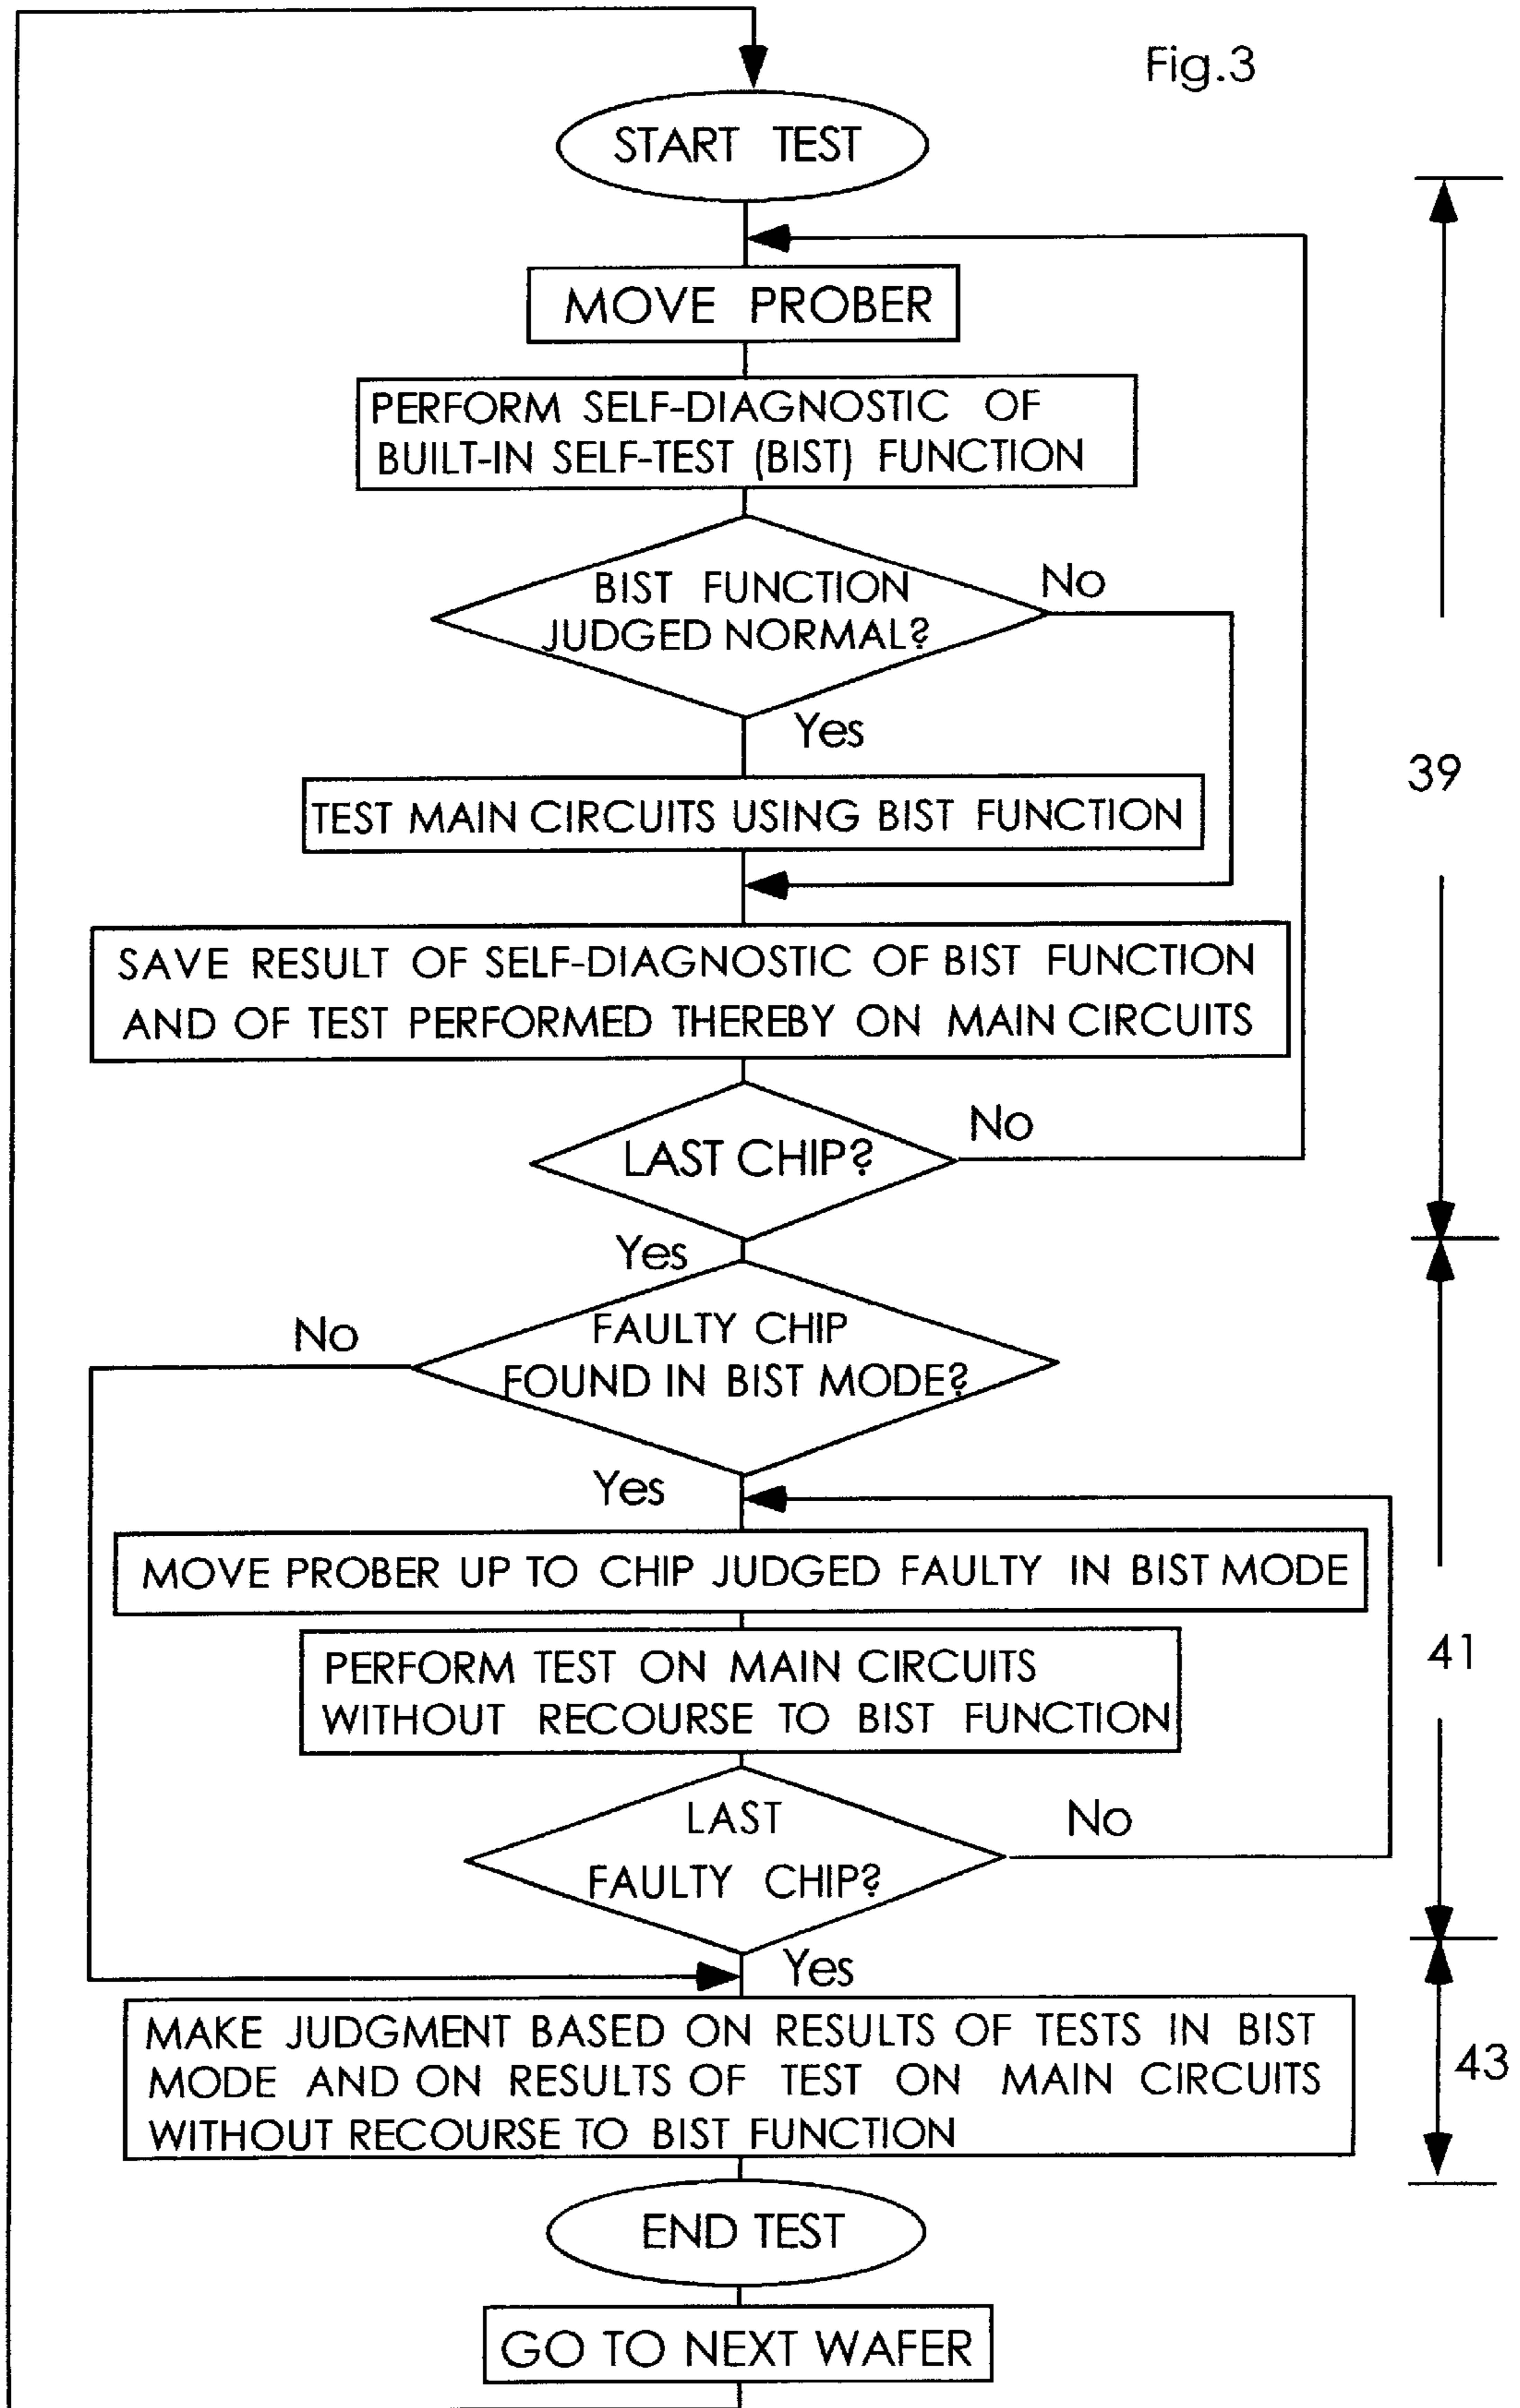 Fig.3
START TEST
MOVE PROBER
PERFORM SELF-DIAGNOSTIC OF
BUILT-IN SELF-TEST (BIST) FUNCTION
BIST FUNCTION
JUDGED NORMAL?
No
Yes
TEST MAIN CIRCUITS USING BIST FUNCTION
39
SAVE RESULT OF SELF-DIAGNOSTIC OF BIST FUNCTION
AND OF TEST PERFORMED THEREBY ON MAIN CIRCUITS
LAST CHIP?
No
Yes
FAULTY CHIP
FOUND IN BIST MODE?
No
Yes
MOVE PROBER UP TO CHIP JUDGED FAULTY IN BIST MODE
PERFORM TEST ON MAIN CIRCUITS
WITHOUT RECOURSE TO BIST FUNCTION
41
LAST
FAULTY CHIP?
No
Yes
MAKE JUDGMENT BASED ON RESULTS OF TESTS IN BIST
MODE AND ON RESULTS OF TEST ON MAIN CIRCUITS
WITHOUT RECOURSE TO BIST FUNCTION
43
END TEST
GO TO NEXT WAFER